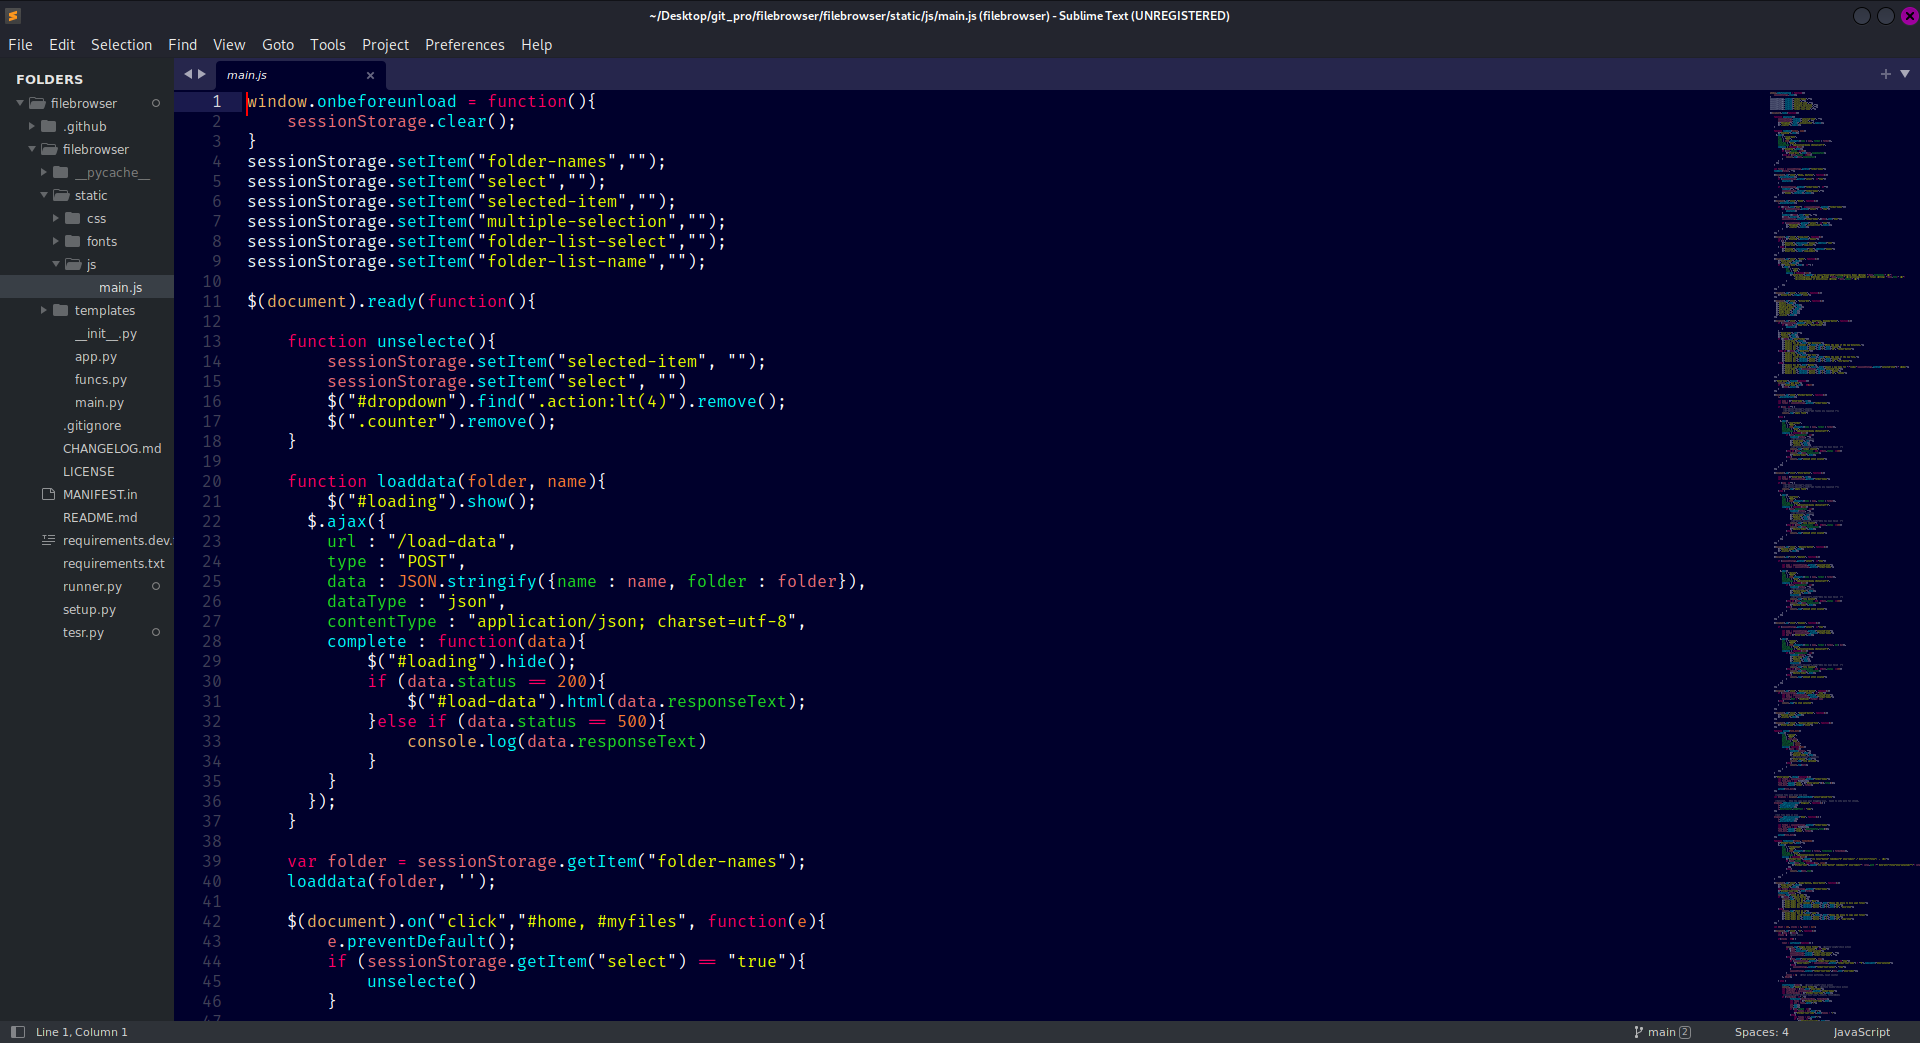 ~/Desktop/git_pro/filebrowser/filebrowser/static/js/main.js (filebrowser) - Sublime Text (UNREGISTERED)
File Edit Selection Find View Goto Tools Project Preferences Help
FOLDERS
filebrowser
.github
filebrowser
__pycache__
static
css
fonts
js
main.js
templates
__init__.py
app.py
funcs.py
main.py
.gitignore
CHANGELOG.md
LICENSE
MANIFEST.in
README.md
requirements.dev.
requirements.txt
runner.py
setup.py
tesr.py
main.js
1 window.onbeforeunload = function(){
2     sessionStorage.clear();
3 }
4 sessionStorage.setItem("folder-names","");
5 sessionStorage.setItem("select","");
6 sessionStorage.setItem("selected-item","");
7 sessionStorage.setItem("multiple-selection","");
8 sessionStorage.setItem("folder-list-select","");
9 sessionStorage.setItem("folder-list-name","");
10
11 $(document).ready(function(){
12
13     function unselecte(){
14         sessionStorage.setItem("selected-item", "");
15         sessionStorage.setItem("select", "")
16         $("#dropdown").find(".action:lt(4)").remove();
17         $(".counter").remove();
18     }
19
20     function loaddata(folder, name){
21         $("#loading").show();
22       $.ajax({
23         url : "/load-data",
24         type : "POST",
25         data : JSON.stringify({name : name, folder : folder}),
26         dataType : "json",
27         contentType : "application/json; charset=utf-8",
28         complete : function(data){
29             $("#loading").hide();
30             if (data.status == 200){
31                 $("#load-data").html(data.responseText);
32             }else if (data.status == 500){
33                 console.log(data.responseText)
34             }
35         }
36       });
37     }
38
39     var folder = sessionStorage.getItem("folder-names");
40     loaddata(folder, '');
41
42     $(document).on("click","#home, #myfiles", function(e){
43         e.preventDefault();
44         if (sessionStorage.getItem("select") == "true"){
45             unselecte()
46         }
47
Line 1, Column 1
main 2
Spaces: 4
JavaScript